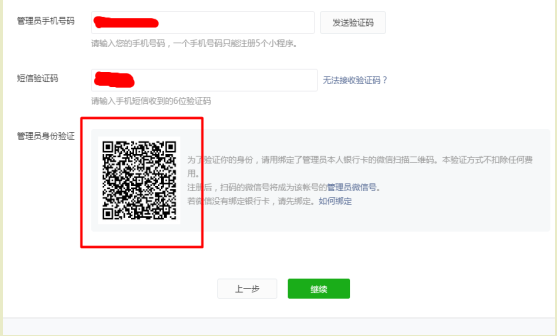 管理员手机号码
发送验证码
请输入您的手机号码，一个手机号码只能注册5个小程序。
短信验证码
无法接收验证码？
请输入手机短信收到的6位验证码
管理员身份验证
为了验证你的身份，请用绑定了管理员本人银行卡的微信扫描二维码。本验证方式不扣除任何费
用。
注册后，扫码的微信号将成为该帐号的管理员微信号。
若微信没有绑定银行卡，请先绑定。如何绑定
上一步
继续